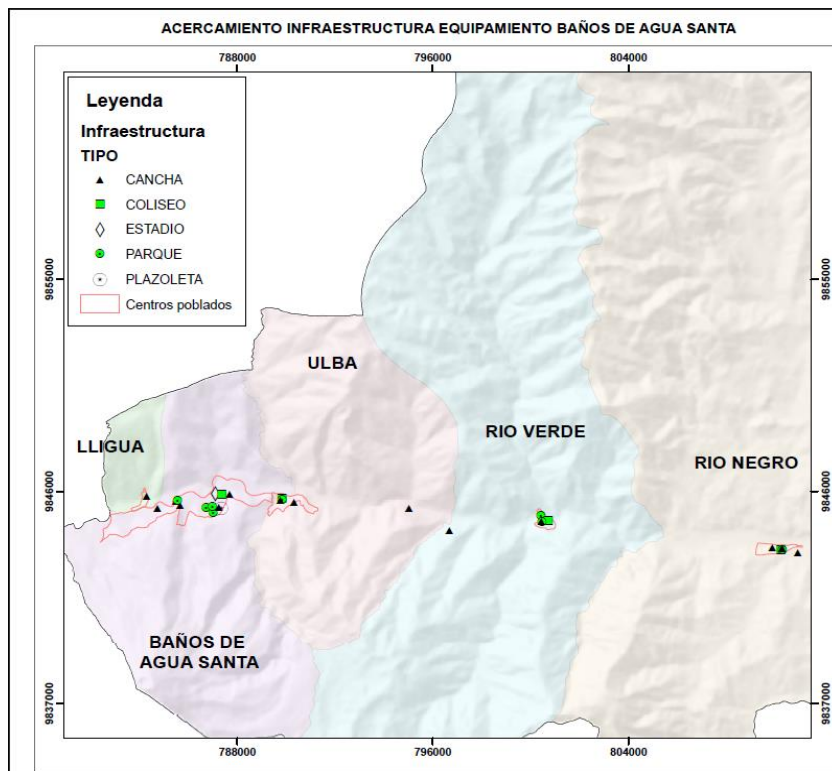 ACERCAMIENTO INFRAESTRUCTURA EQUIPAMIENTO BAÑOS DE AGUA SANTA
788000 796000 804000
Leyenda
Infraestructura
TIPO
CANCHA
COLISEO
ESTADIO
PARQUE
PLAZOLETA
Centros poblados
9855000 9855000
ULBA
LLIGUA
RIO VERDE
RIO NEGRO
9846000 9846000
BAÑOS DE
AGUA SANTA
9837000 9837000
788000 796000 804000